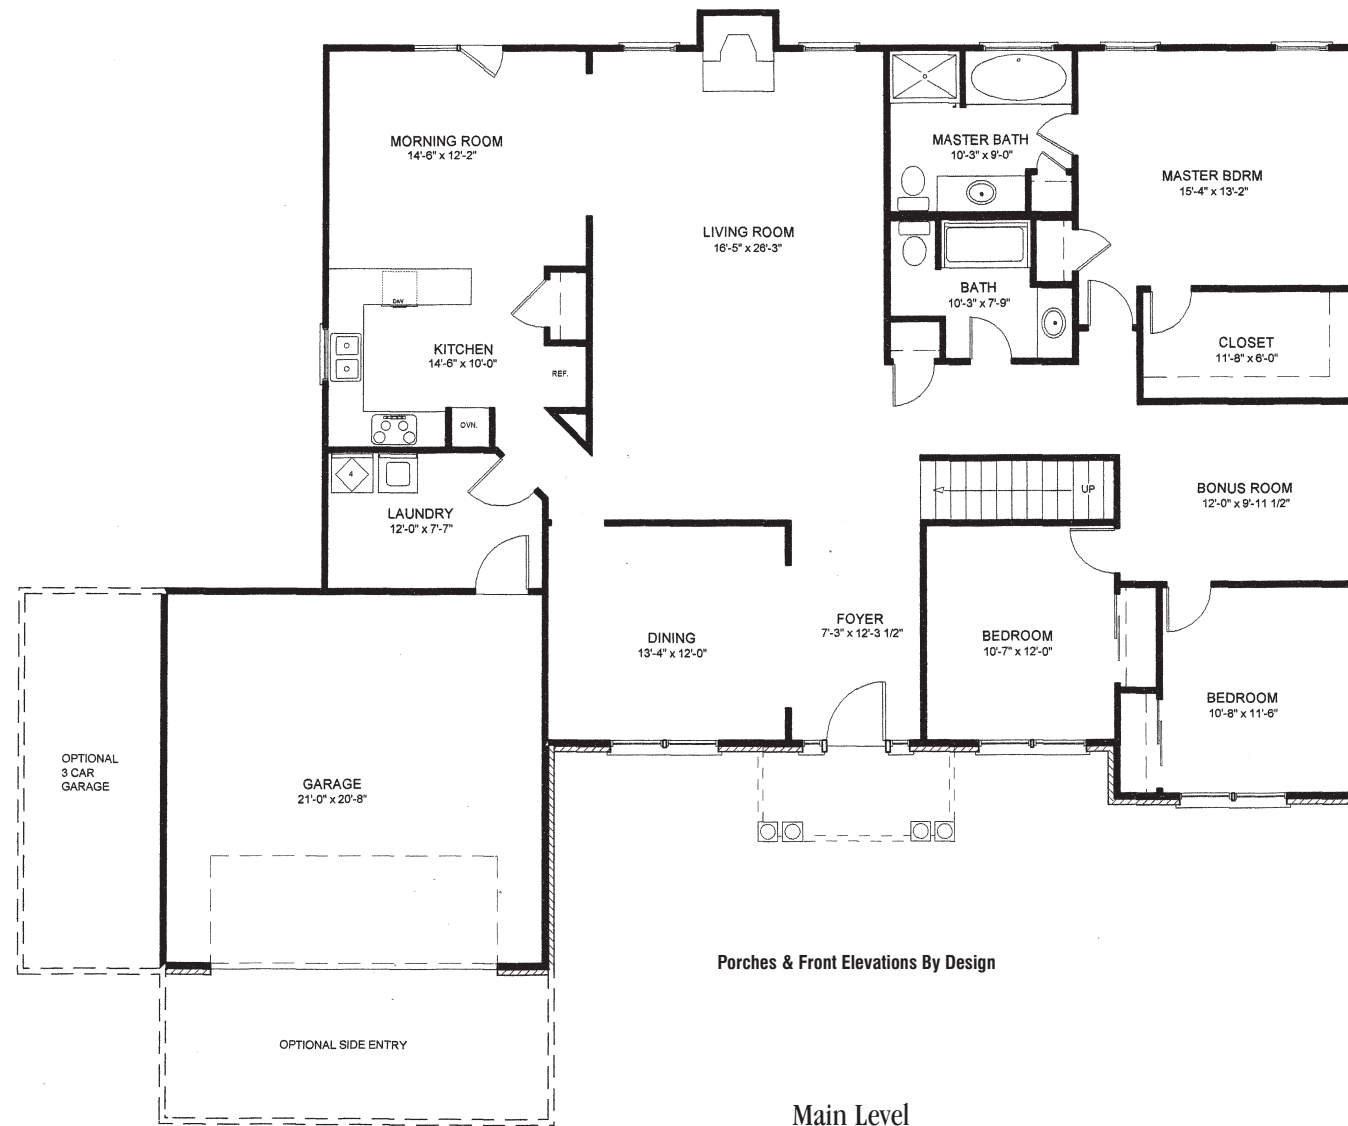 MORNING ROOM
14'-6" x 12'-2"
LIVING ROOM
16'-5" x 26'-3"
MASTER BATH
10'-3" x 9'-0"
MASTER BDRM
15'-4" x 13'-2"
BATH
10'-3" x 7'-9"
CLOSET
11'-8" x 6'-0"
KITCHEN
14'-6" x 10'-0"
REF.
OVN.
4
LAUNDRY
12'-0" x 7'-7"
UP
BONUS ROOM
12'-0" x 9'-11 1/2"
DINING
13'-4" x 12'-0"
FOYER
7'-3" x 12'-3 1/2"
BEDROOM
10'-7" x 12'-0"
BEDROOM
10'-8" x 11'-6"
OPTIONAL
3 CAR
GARAGE
GARAGE
21'-0" x 20'-8"
Porches & Front Elevations By Design
OPTIONAL SIDE ENTRY
Main Level